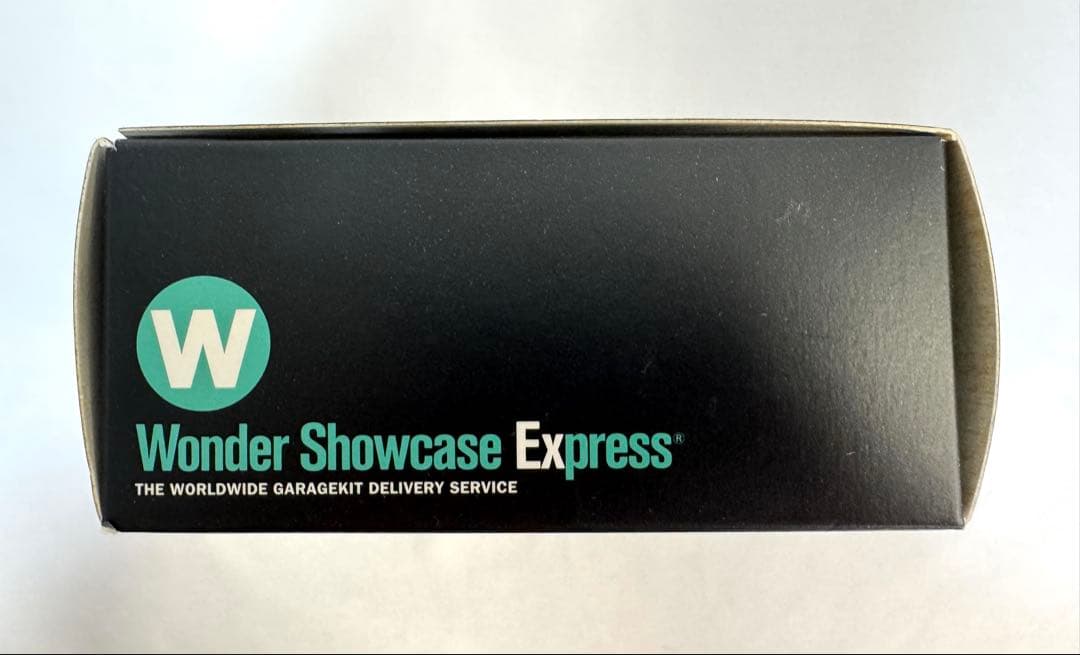 W
Wonder Showcase Express®
THE WORLDWIDE GARAGEKIT DELIVERY SERVICE